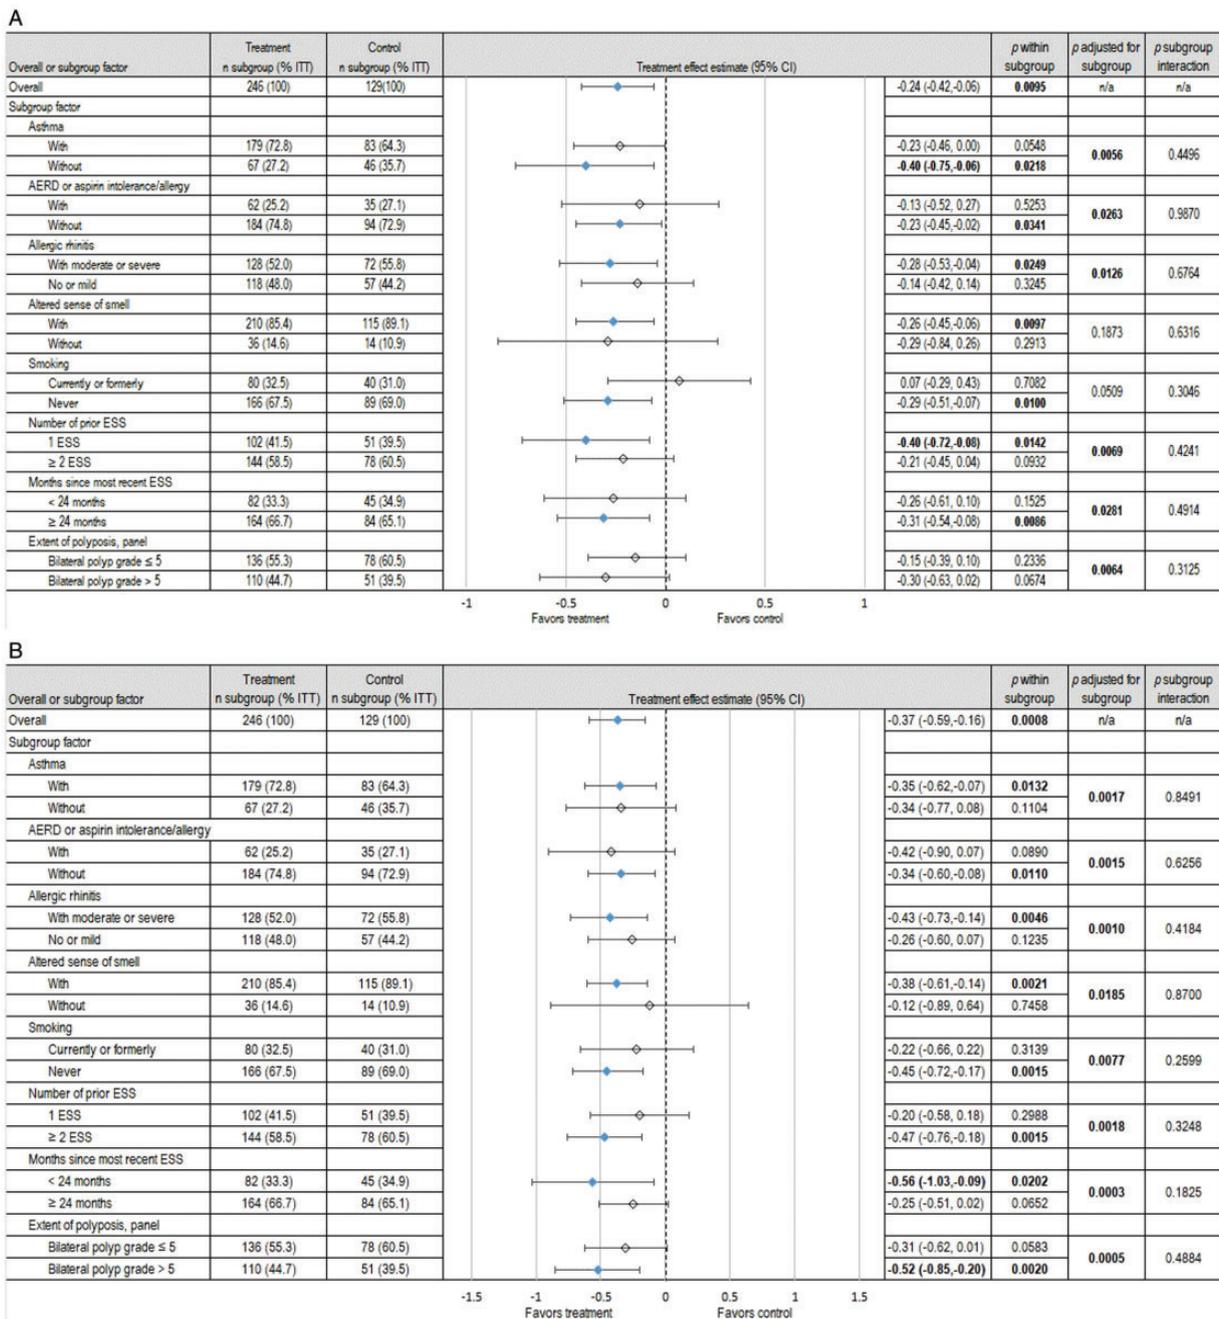 A
Overall or subgroup factor Treatment n subgroup (% ITT) Control n subgroup (% ITT) Treatment effect estimate (95% CI) p within subgroup p adjusted for subgroup p subgroup interaction
Overall 246 (100) 129(100) -0.24 (-0.42,-0.06) 0.0095 n/a n/a
Subgroup factor
Asthma
With 179 (72.8) 83 (64.3) -0.23 (-0.46, 0.00) 0.0548 0.0056 0.4496
Without 67 (27.2) 46 (35.7) -0.40 (-0.75,-0.06) 0.0218
AERD or aspirin intolerance/allergy
With 62 (25.2) 35 (27.1) -0.13 (-0.52, 0.27) 0.5253 0.0263 0.9870
Without 184 (74.8) 94 (72.9) -0.23 (-0.45,-0.02) 0.0341
Allergic rhinitis
With moderate or severe 128 (52.0) 72 (55.8) -0.28 (-0.53,-0.04) 0.0249 0.0126 0.6764
No or mild 118 (48.0) 57 (44.2) -0.14 (-0.42, 0.14) 0.3245
Altered sense of smell
With 210 (85.4) 115 (89.1) -0.26 (-0.45,-0.06) 0.0097 0.1873 0.6316
Without 36 (14.6) 14 (10.9) -0.29 (-0.84, 0.26) 0.2913
Smoking
Currently or formerly 80 (32.5) 40 (31.0) 0.07 (-0.29, 0.43) 0.7082 0.0509 0.3046
Never 166 (67.5) 89 (69.0) -0.29 (-0.51,-0.07) 0.0100
Number of prior ESS
1 ESS 102 (41.5) 51 (39.5) -0.40 (-0.72,-0.08) 0.0142 0.0069 0.4241
≥ 2 ESS 144 (58.5) 78 (60.5) -0.21 (-0.45, 0.04) 0.0932
Months since most recent ESS
< 24 months 82 (33.3) 45 (34.9) -0.26 (-0.61, 0.10) 0.1525 0.0281 0.4914
≥ 24 months 164 (66.7) 84 (65.1) -0.31 (-0.54,-0.08) 0.0086
Extent of polyposis, panel
Bilateral polyp grade ≤ 5 136 (55.3) 78 (60.5) -0.15 (-0.39, 0.10) 0.2336 0.0064 0.3125
Bilateral polyp grade > 5 110 (44.7) 51 (39.5) -0.30 (-0.63, 0.02) 0.0674
-1 -0.5 0 0.5 1
Favors treatment Favors control
B
Overall or subgroup factor Treatment n subgroup (% ITT) Control n subgroup (% ITT) Treatment effect estimate (95% CI) p within subgroup p adjusted for subgroup p subgroup interaction
Overall 246 (100) 129 (100) -0.37 (-0.59,-0.16) 0.0008 n/a n/a
Subgroup factor
Asthma
With 179 (72.8) 83 (64.3) -0.35 (-0.62,-0.07) 0.0132 0.0017 0.8491
Without 67 (27.2) 46 (35.7) -0.34 (-0.77, 0.08) 0.1104
AERD or aspirin intolerance/allergy
With 62 (25.2) 35 (27.1) -0.42 (-0.90, 0.07) 0.0890 0.0015 0.6256
Without 184 (74.8) 94 (72.9) -0.34 (-0.60,-0.08) 0.0110
Allergic rhinitis
With moderate or severe 128 (52.0) 72 (55.8) -0.43 (-0.73,-0.14) 0.0046 0.0010 0.4184
No or mild 118 (48.0) 57 (44.2) -0.26 (-0.60, 0.07) 0.1235
Altered sense of smell
With 210 (85.4) 115 (89.1) -0.38 (-0.61,-0.14) 0.0021 0.0185 0.8700
Without 36 (14.6) 14 (10.9) -0.12 (-0.89, 0.64) 0.7458
Smoking
Currently or formerly 80 (32.5) 40 (31.0) -0.22 (-0.66, 0.22) 0.3139 0.0077 0.2599
Never 166 (67.5) 89 (69.0) -0.45 (-0.72,-0.17) 0.0015
Number of prior ESS
1 ESS 102 (41.5) 51 (39.5) -0.20 (-0.58, 0.18) 0.2988 0.0018 0.3248
≥ 2 ESS 144 (58.5) 78 (60.5) -0.47 (-0.76,-0.18) 0.0015
Months since most recent ESS
< 24 months 82 (33.3) 45 (34.9) -0.56 (-1.03,-0.09) 0.0202 0.0003 0.1825
≥ 24 months 164 (66.7) 84 (65.1) -0.25 (-0.51, 0.02) 0.0652
Extent of polyposis, panel
Bilateral polyp grade ≤ 5 136 (55.3) 78 (60.5) -0.31 (-0.62, 0.01) 0.0583 0.0005 0.4884
Bilateral polyp grade > 5 110 (44.7) 51 (39.5) -0.52 (-0.85,-0.20) 0.0020
-1.5 -1 -0.5 0 0.5 1 1.5
Favors treatment Favors control